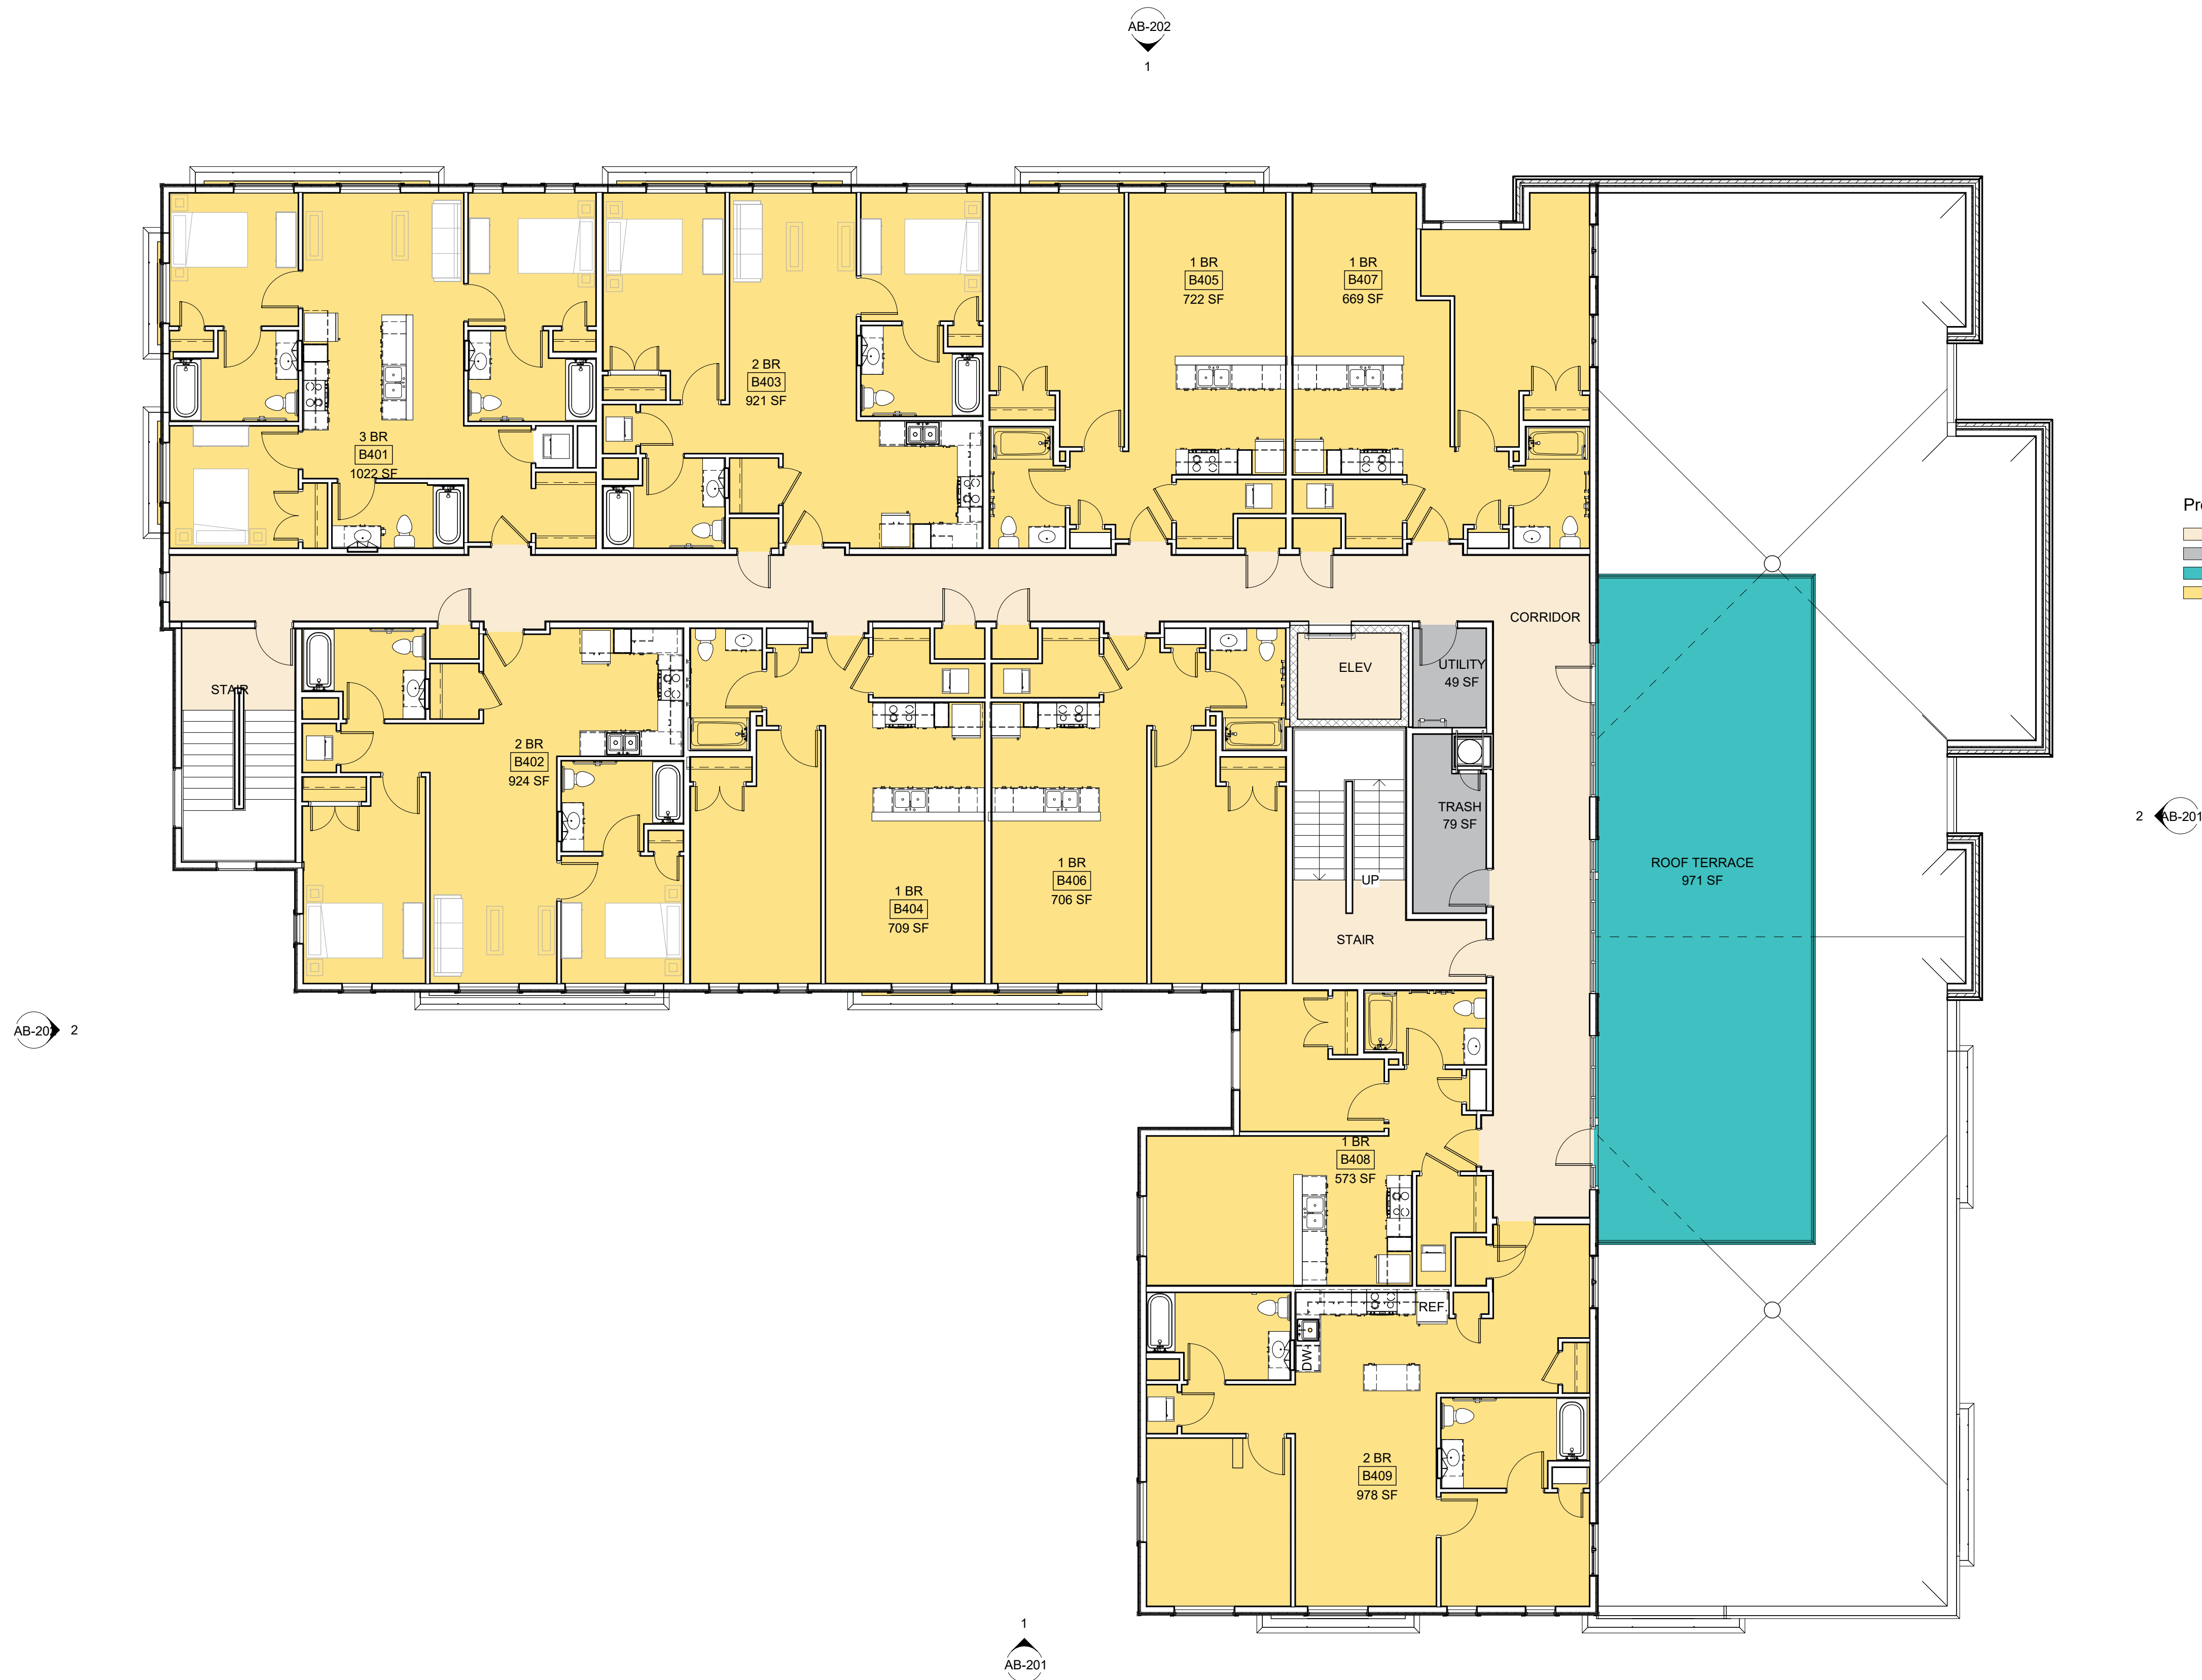 AB-202
1
1 BR
B405
722 SF
1 BR
B407
669 SF
2 BR
B403
921 SF
3 BR
B401
1022 SF
Pr
CORRIDOR
STAIR
ELEV
UTILITY
49 SF
2 BR
B402
924 SF
TRASH
79 SF
2
AB-201
1 BR
B404
709 SF
1 BR
B406
706 SF
UP
ROOF TERRACE
971 SF
STAIR
AB-20
2
1 BR
B408
573 SF
REF.
DW
2 BR
B409
978 SF
1
AB-201